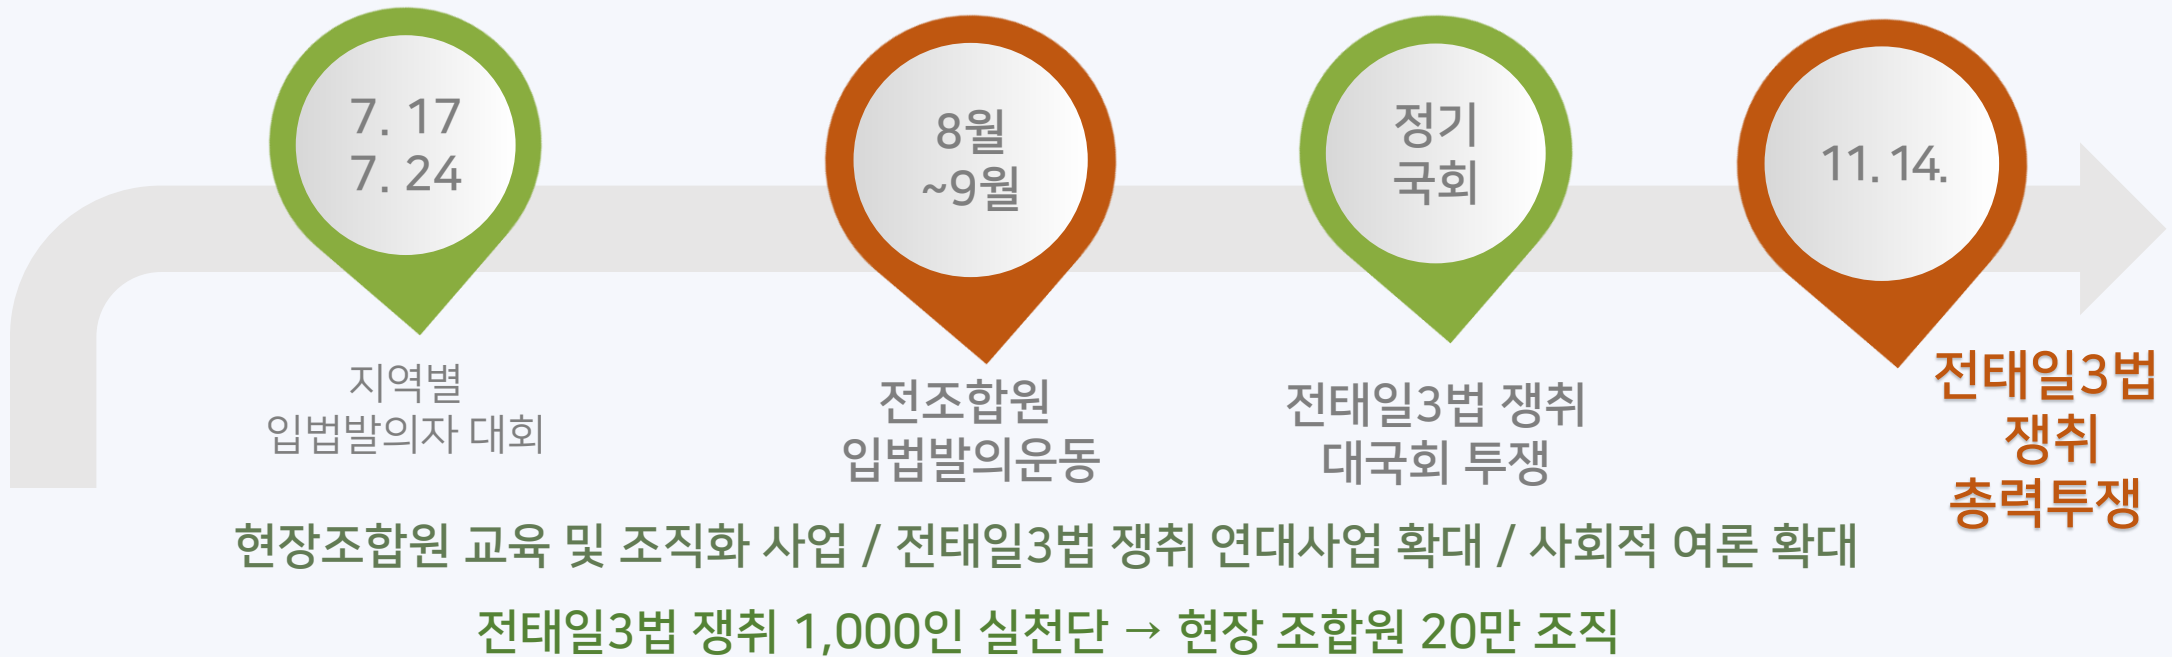 7. 17
7. 24
지역별
입법발의자 대회
8월
~9월
전조합원
입법발의운동
정기
국회
전태일3법 쟁취
대국회 투쟁
11. 14.
전태일3법
쟁취
총력투쟁
현장조합원 교육 및 조직화 사업 / 전태일3법 쟁취 연대사업 확대 / 사회적 여론 확대
전태일3법 쟁취 1,000인 실천단 → 현장 조합원 20만 조직